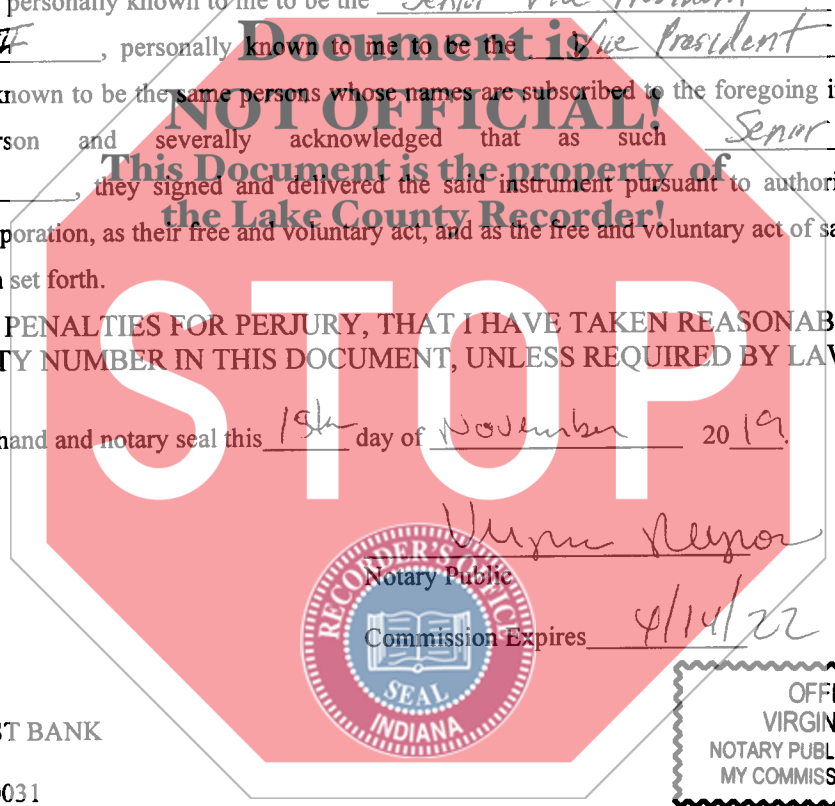 personally known to me to be the Senior Vice President
, personally known to me to be the Vice President
Document is
known to be the same persons whose names are subscribed to the foregoing i
NOT OFFICIAL!
rson and severally acknowledged that as such Senior
This Document is the property of
, they signed and delivered the said instrument pursuant to authori
the Lake County Recorder!
poration, as their free and voluntary act, and as the free and voluntary act of sa
n set forth.
PENALTIES FOR PERJURY, THAT I HAVE TAKEN REASONAB
TY NUMBER IN THIS DOCUMENT, UNLESS REQUIRED BY LAW
STOP
hand and notary seal this 15th day of November 2019.
Notary Public
Commission Expires 4/14/22
RECORDER'S OFFICE
SEAL
INDIANA
OFFI
VIRGIN
NOTARY PUBL
MY COMMISS
ST BANK
0031